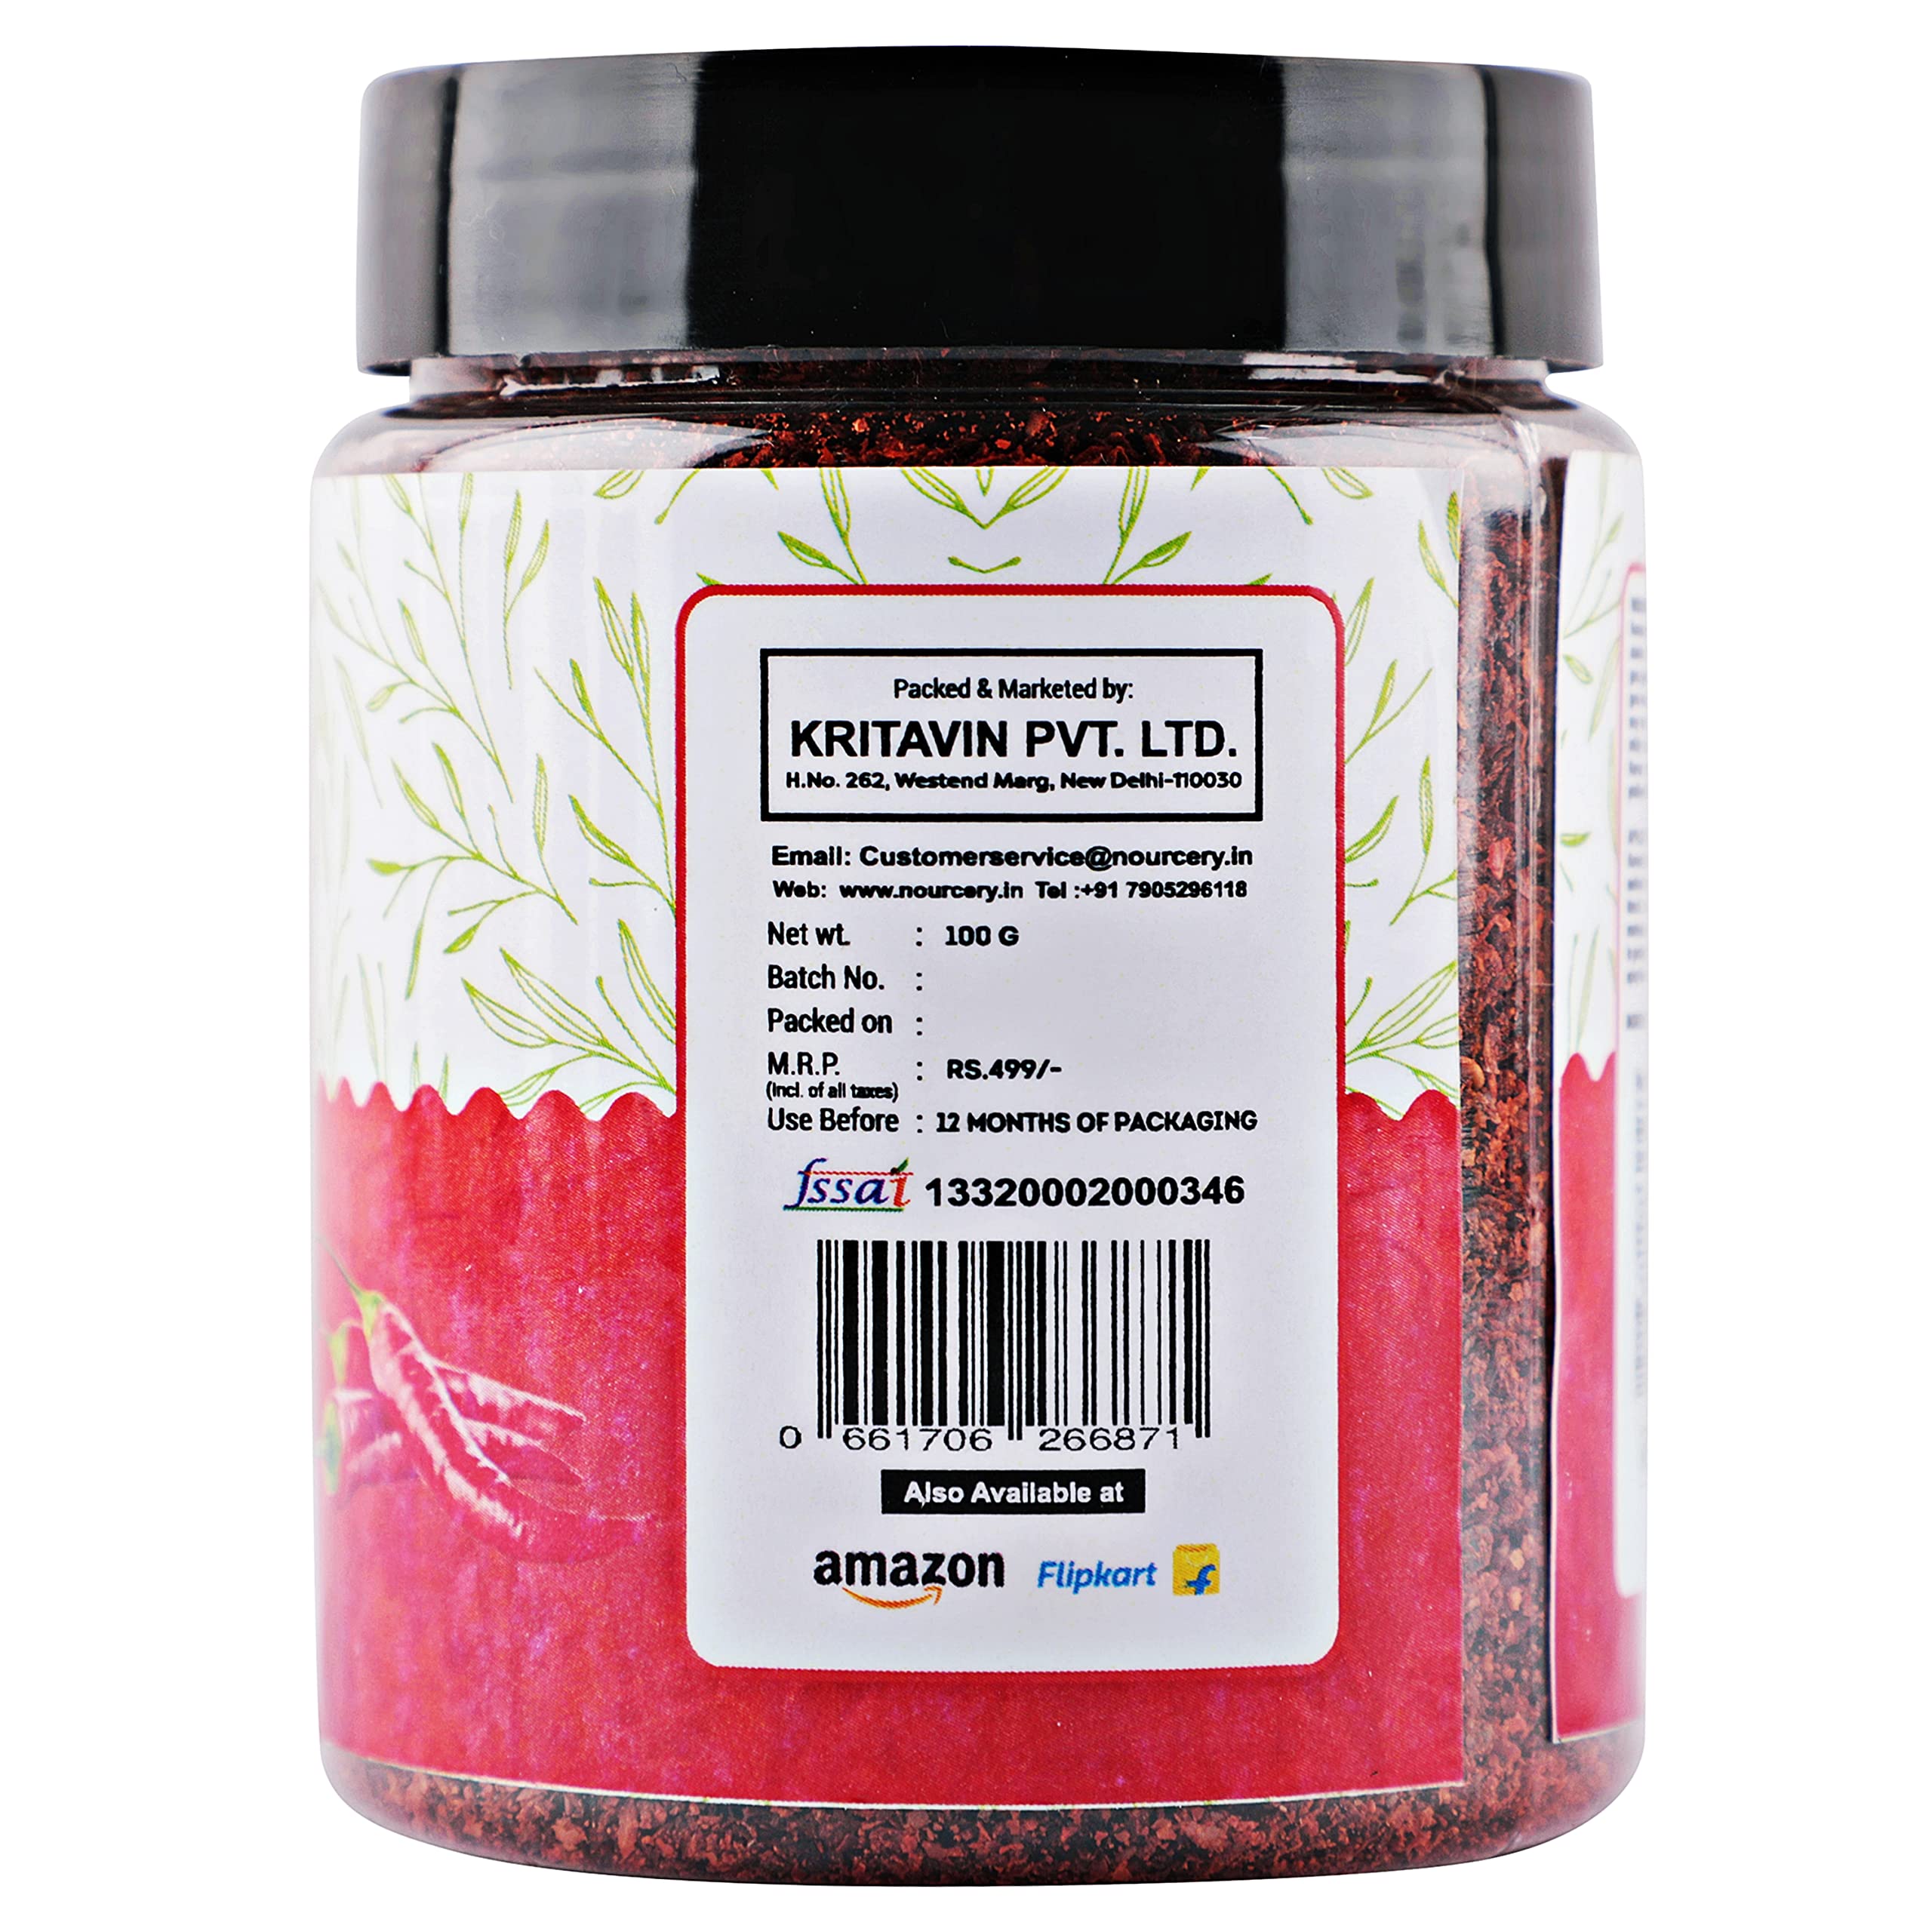 Packed & Marketed by:
KRITAVIN PVT. LTD.
H.No. 262, Westend Marg, New Delhi-110030
Email: Customerservice@nourcery.in
Web: www.nourcery.in Tel :+91 7905296118
Net wt. : 100 G
Batch No. :
Packed on :
M.R.P. : RS.499/-
(incl. of all taxes)
Use Before : 12 MONTHS OF PACKAGING
fssai 13320002000346
0 661706 266871
Also Available at
amazon Flipkart